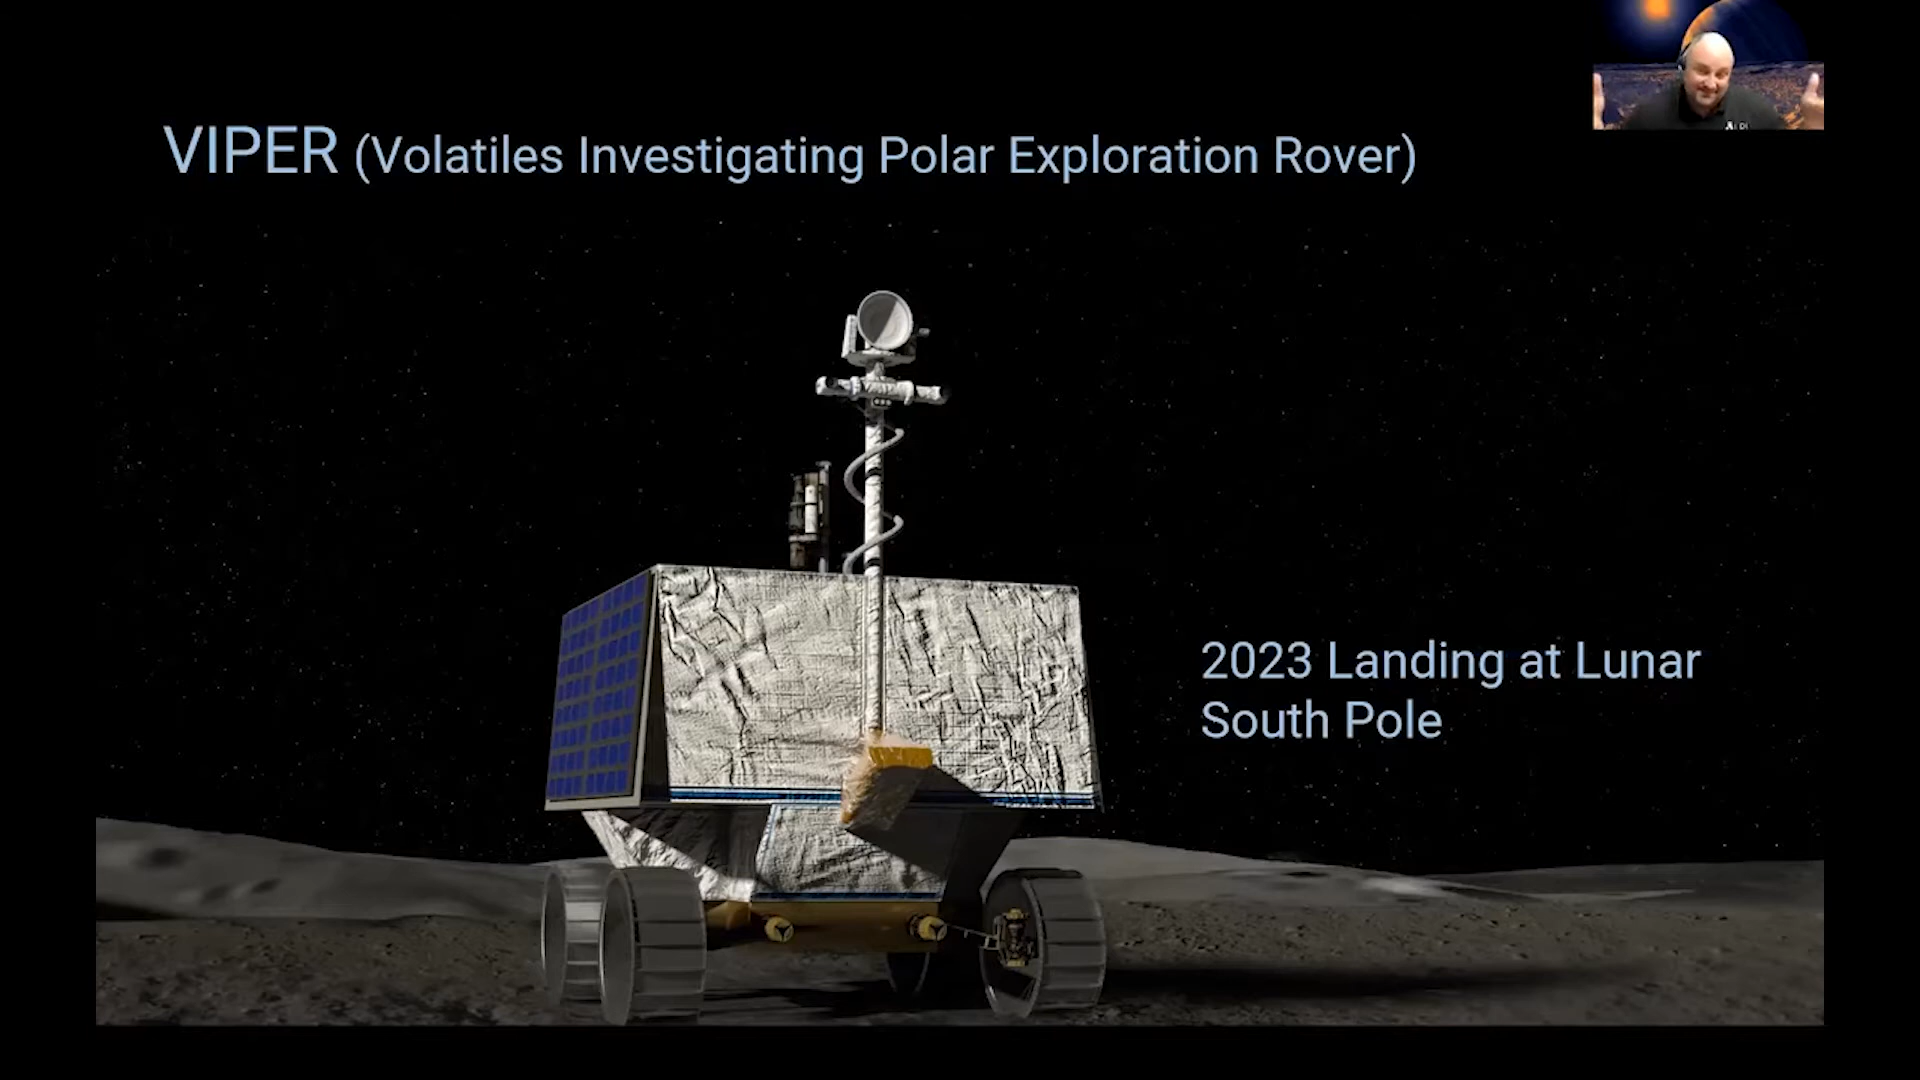 VIPER (Volatiles Investigating Polar Exploration Rover)
2023 Landing at Lunar
South Pole